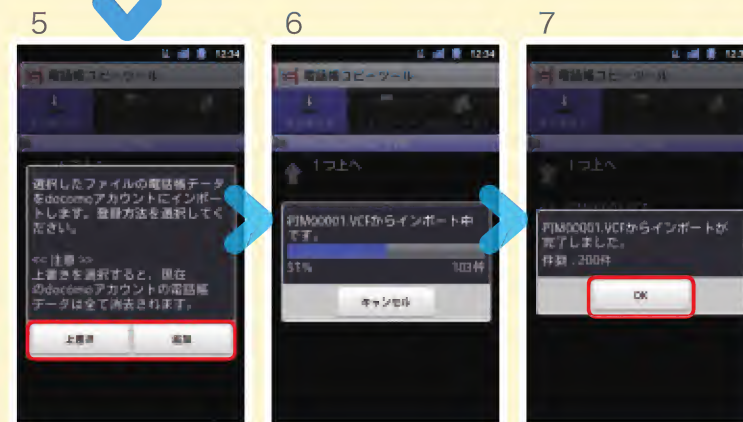 5
6
7
12:34
電話帳コピーツール
選択したファイルの電話帳データ
をdocomoアカウントにインポー
トします。登録方法を選択してく
ださい。
<< 注意 >>
上書きを選択すると、現在
のdocomoアカウントの電話帳
データは全て消去されます。
上書き
追加
12:34
電話帳コピーツール
1つ上へ
PIM00001.VCFからインポート中
です。
51%
103件
キャンセル
電話帳コピーツール
1つ上へ
PIM00001.VCFからインポートが
完了しました。
件数 : 200件
OK